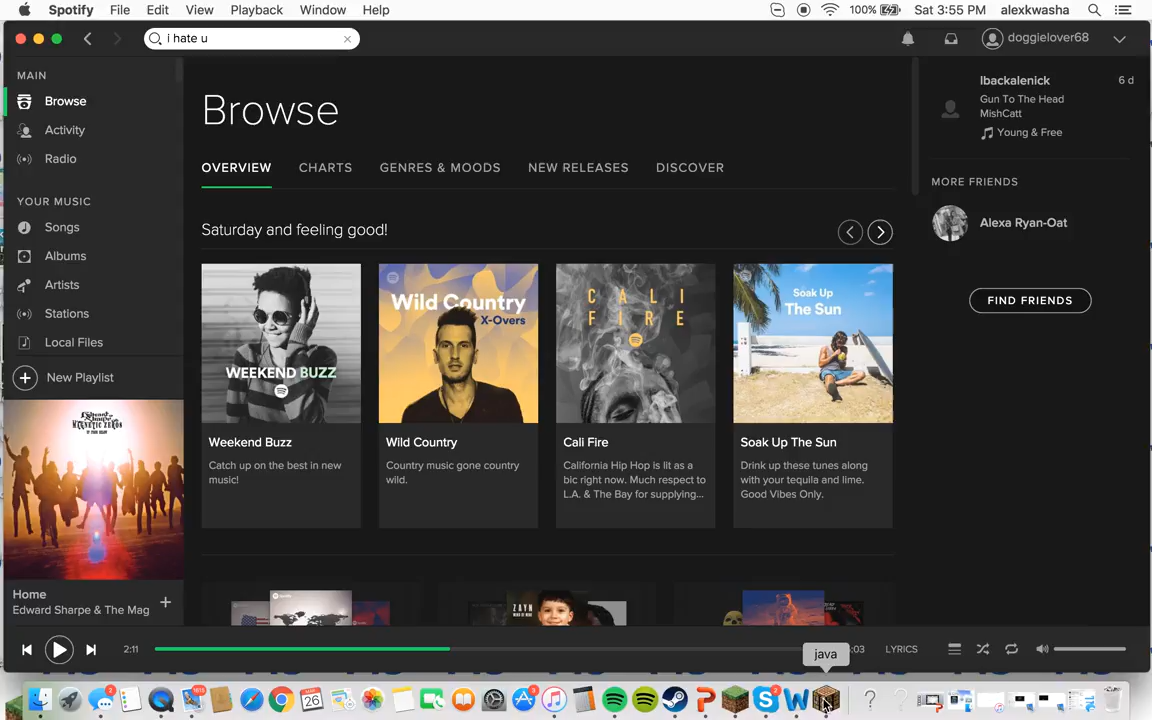 Spotify File Edit View Playback Window Help 100% Sat 3:55 PM alexkwasha
i hate u
doggielover68
MAIN
Browse
Activity
Radio
YOUR MUSIC
Songs
Albums
Artists
Stations
Local Files
New Playlist
Home
Edward Sharpe & The Mag
Browse
OVERVIEW CHARTS GENRES & MOODS NEW RELEASES DISCOVER
Saturday and feeling good!
WEEKEND BUZZ
Weekend Buzz
Catch up on the best in new
music!
Wild Country
X-Overs
Wild Country
Country music gone country
wild.
CALI
FIRE
Cali Fire
California Hip Hop is lit as a
bic right now. Much respect to
L.A. & The Bay for supplying...
Soak Up
The Sun
Soak Up The Sun
Drink up these tunes along
with your tequila and lime.
Good Vibes Only.
ZAYN
lbackalenick 6 d
Gun To The Head
MishCatt
Young & Free
MORE FRIENDS
Alexa Ryan-Oat
FIND FRIENDS
2:11 :03 LYRICS
java